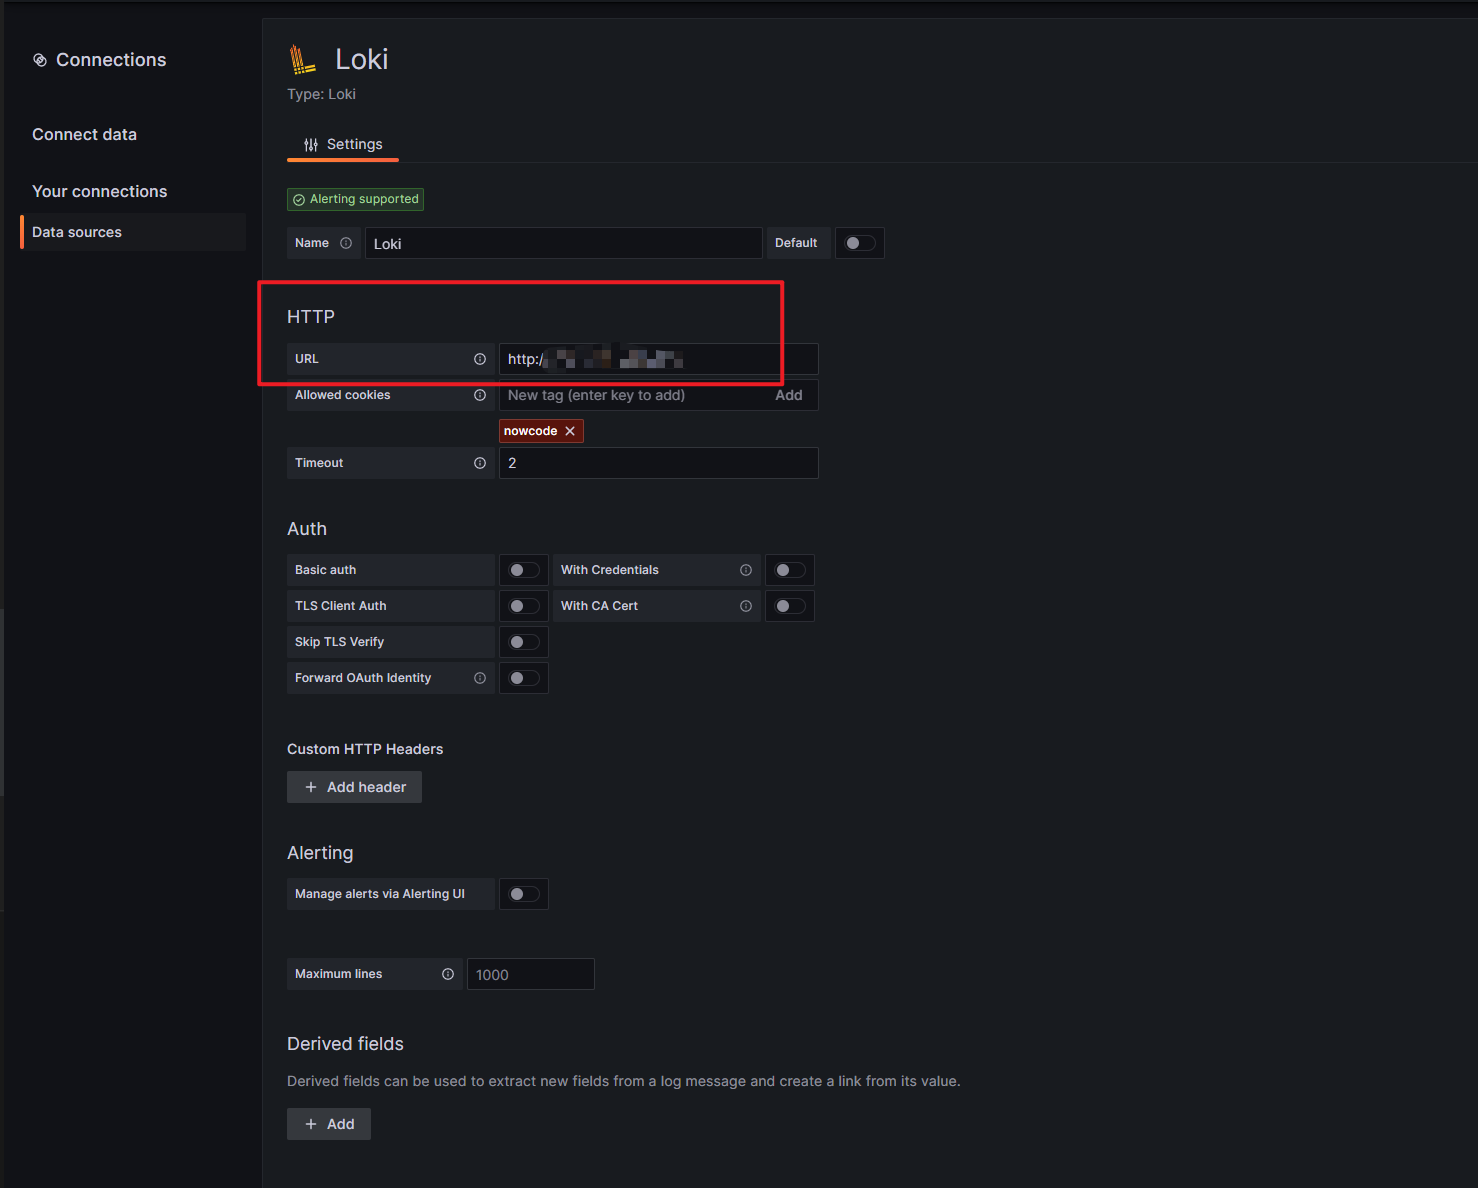 Connections
Connect data
Your connections
Data sources
Loki
Type: Loki
Settings
Alerting supported
Name Loki Default
HTTP
URL http:/
Allowed cookies New tag (enter key to add) Add
nowcode
Timeout 2
Auth
Basic auth With Credentials
TLS Client Auth With CA Cert
Skip TLS Verify
Forward OAuth Identity
Custom HTTP Headers
Add header
Alerting
Manage alerts via Alerting UI
Maximum lines 1000
Derived fields
Derived fields can be used to extract new fields from a log message and create a link from its value.
Add